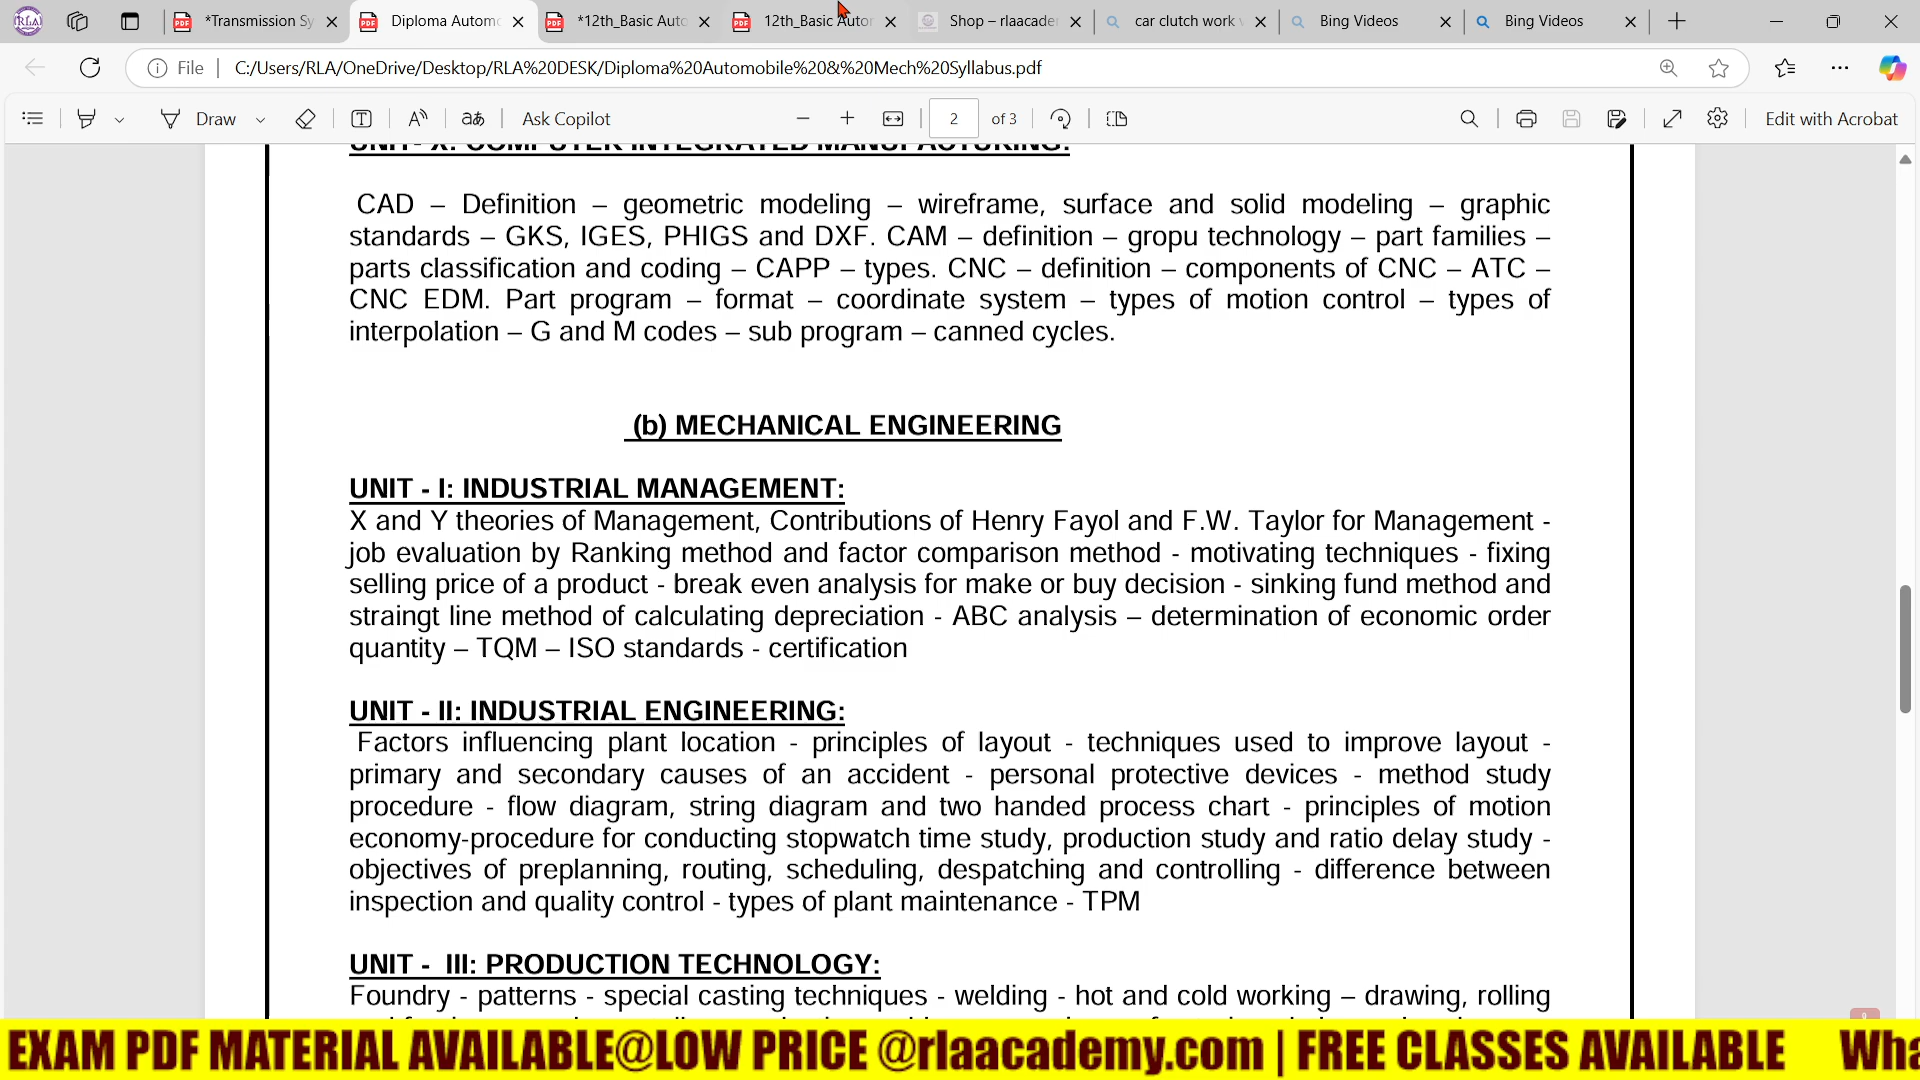 *Transmission Sy
Diploma Automo
*12th_Basic Auto
12th_Basic Autor
Shop – rlaacader
car clutch work v
Bing Videos
Bing Videos
File
C:/Users/RLA/OneDrive/Desktop/RLA%20DESK/Diploma%20Automobile%20&%20Mech%20Syllabus.pdf
Draw
Ask Copilot
2
of 3
Edit with Acrobat
UNIT - X: COMPUTER INTEGRATED MANUFACTURING:
CAD – Definition – geometric modeling – wireframe, surface and solid modeling – graphic
standards – GKS, IGES, PHIGS and DXF. CAM – definition – gropu technology – part families –
parts classification and coding – CAPP – types. CNC – definition – components of CNC – ATC –
CNC EDM. Part program – format – coordinate system – types of motion control – types of
interpolation – G and M codes – sub program – canned cycles.
(b) MECHANICAL ENGINEERING
UNIT - I: INDUSTRIAL MANAGEMENT:
X and Y theories of Management, Contributions of Henry Fayol and F.W. Taylor for Management -
job evaluation by Ranking method and factor comparison method - motivating techniques - fixing
selling price of a product - break even analysis for make or buy decision - sinking fund method and
straingt line method of calculating depreciation - ABC analysis – determination of economic order
quantity – TQM – ISO standards - certification
UNIT - II: INDUSTRIAL ENGINEERING:
Factors influencing plant location - principles of layout - techniques used to improve layout -
primary and secondary causes of an accident - personal protective devices - method study
procedure - flow diagram, string diagram and two handed process chart - principles of motion
economy-procedure for conducting stopwatch time study, production study and ratio delay study -
objectives of preplanning, routing, scheduling, despatching and controlling - difference between
inspection and quality control - types of plant maintenance - TPM
UNIT - III: PRODUCTION TECHNOLOGY:
Foundry - patterns - special casting techniques - welding - hot and cold working – drawing, rolling
EXAM PDF MATERIAL AVAILABLE@LOW PRICE @rlaacademy.com | FREE CLASSES AVAILABLE Wha